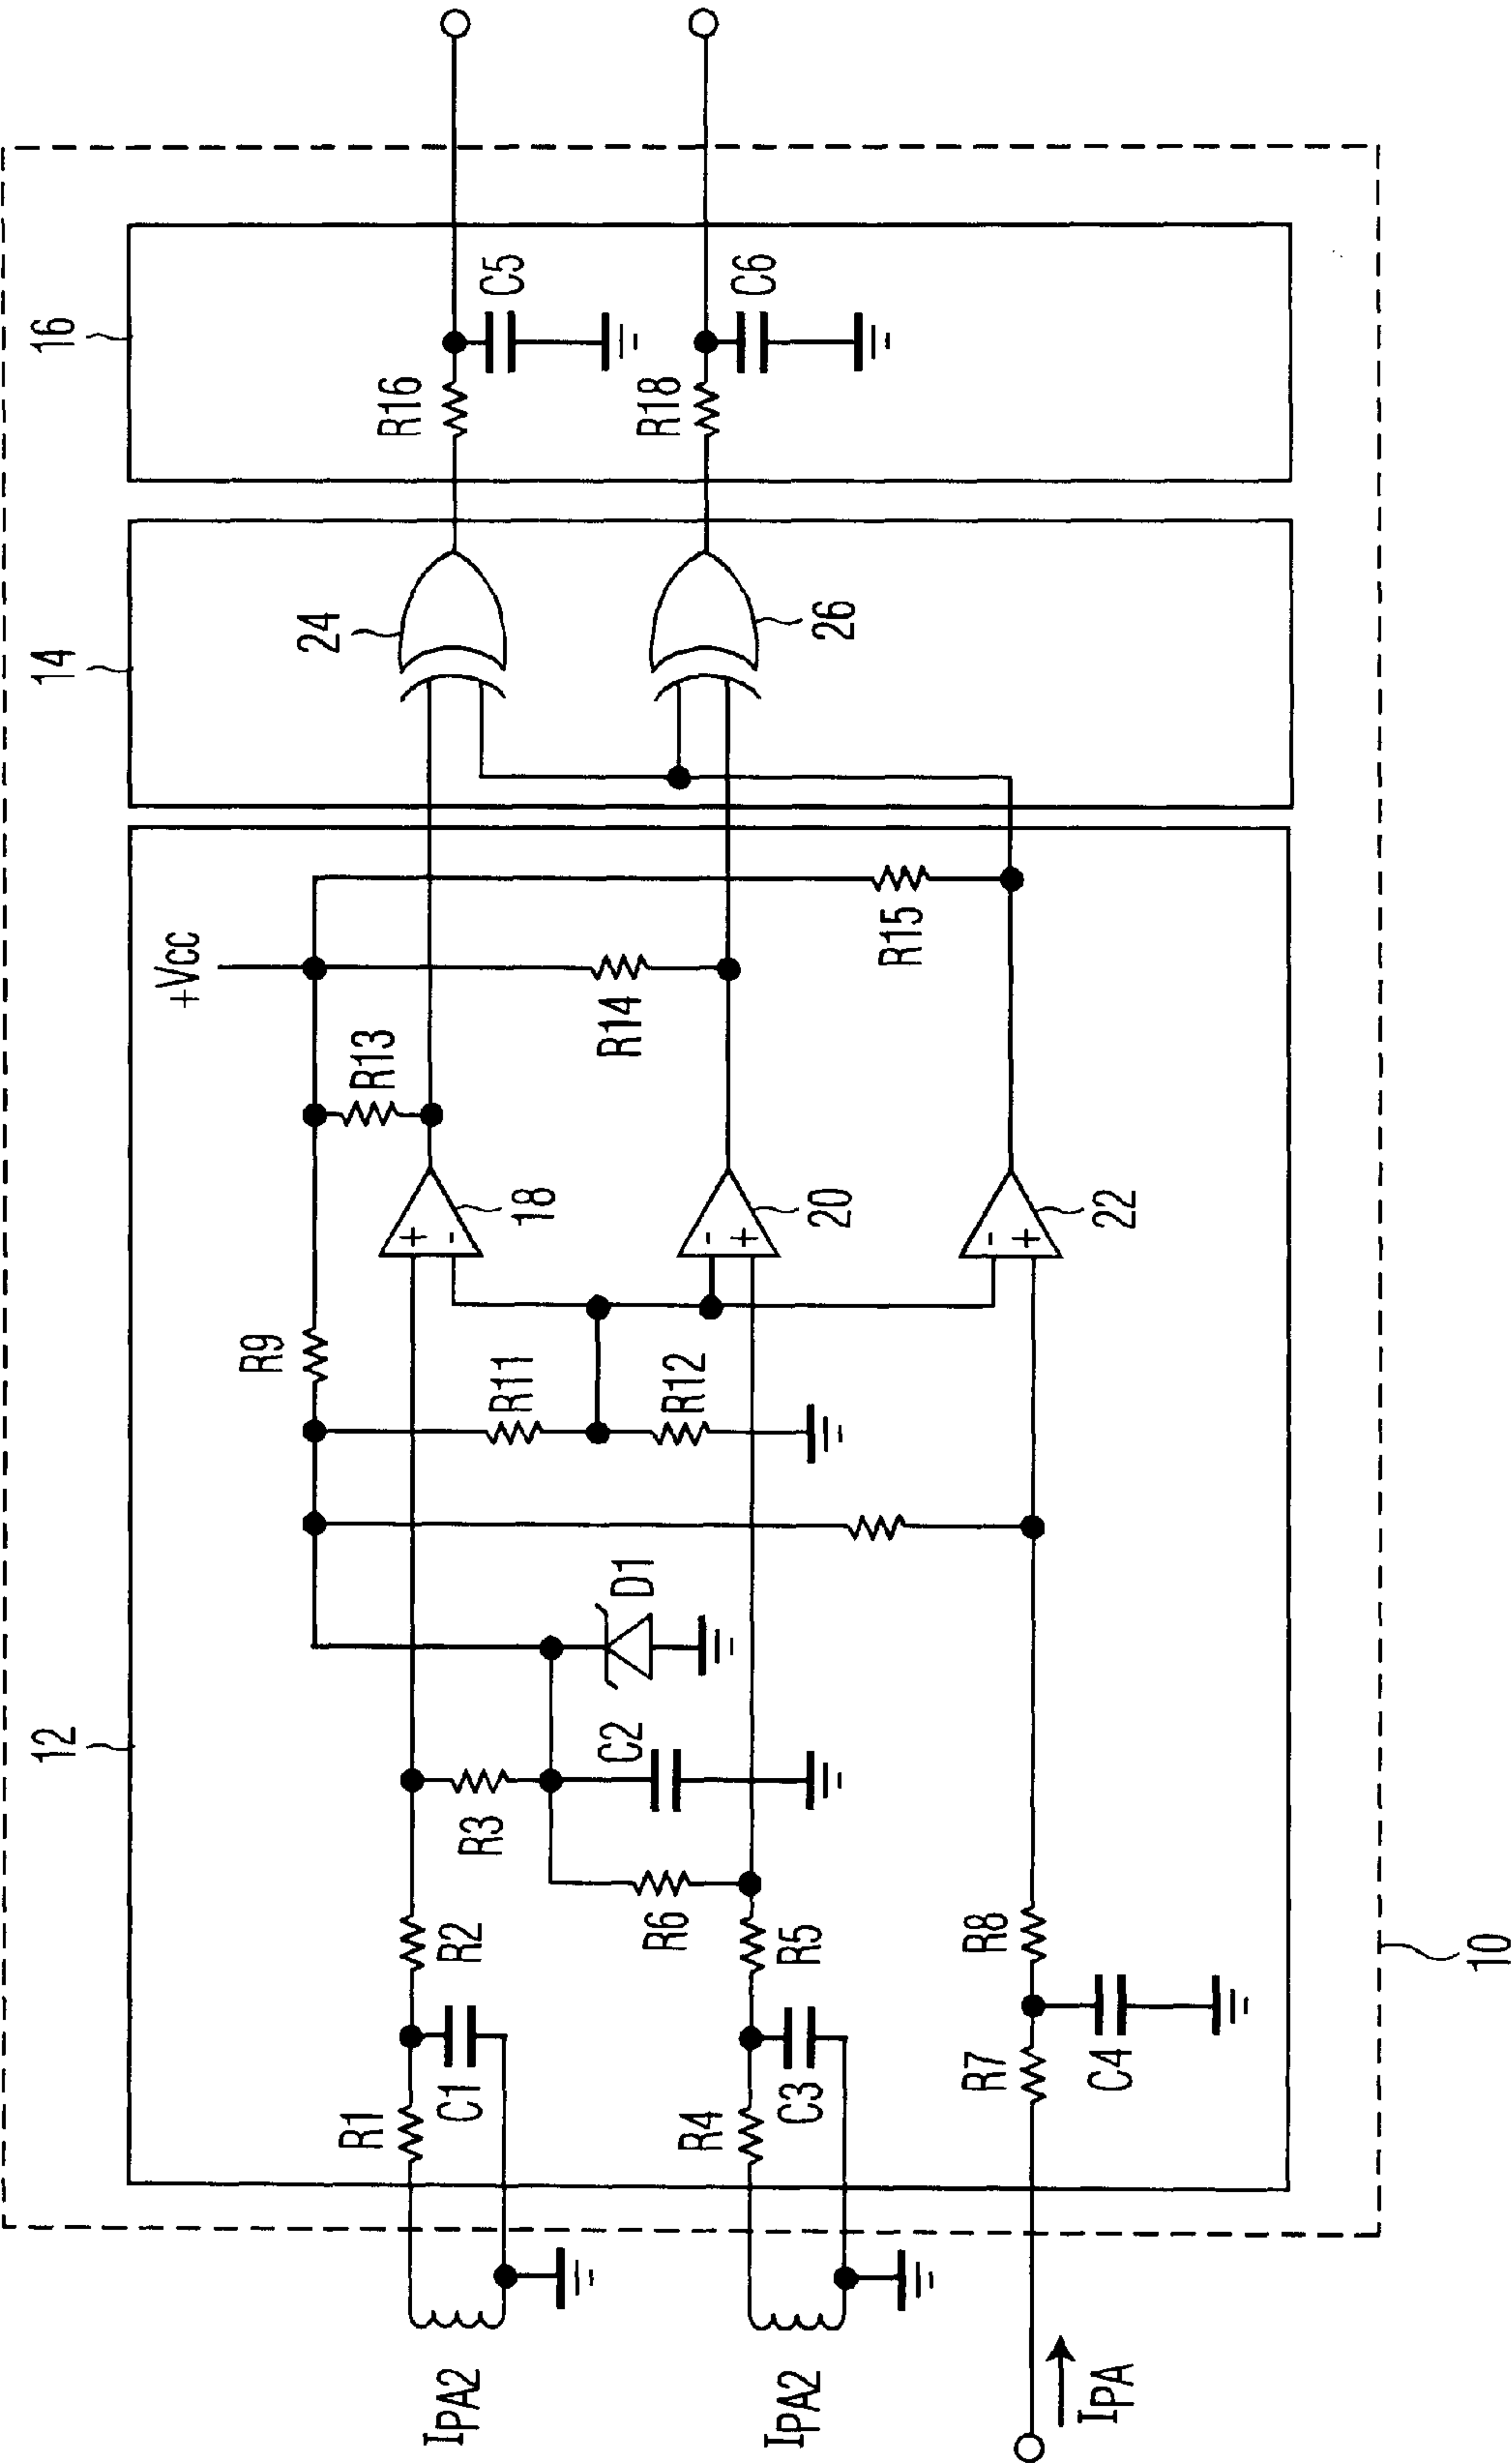 10
12
14
16
+Vcc
R9
R13
R1
R2
C1
R3
C2
D1
R11
R12
18
24
R16
C5
IPA2
R14
R6
R4
R5
C3
20
26
R18
C6
IPA2
R15
R7
R8
C4
22
IPA
+
-
-
+
-
+